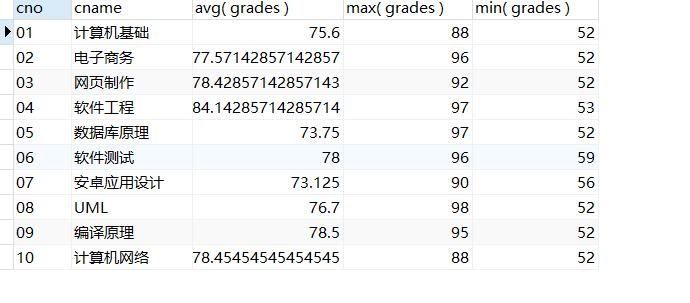 cno cname avg( grades ) max( grades ) min( grades )
01 计算机基础 75.6 88 52
02 电子商务 77.57142857142857 96 52
03 网页制作 78.42857142857143 92 52
04 软件工程 84.14285714285714 97 53
05 数据库原理 73.75 97 52
06 软件测试 78 96 59
07 安卓应用设计 73.125 90 56
08 UML 76.7 98 52
09 编译原理 78.5 95 52
10 计算机网络 78.45454545454545 88 52